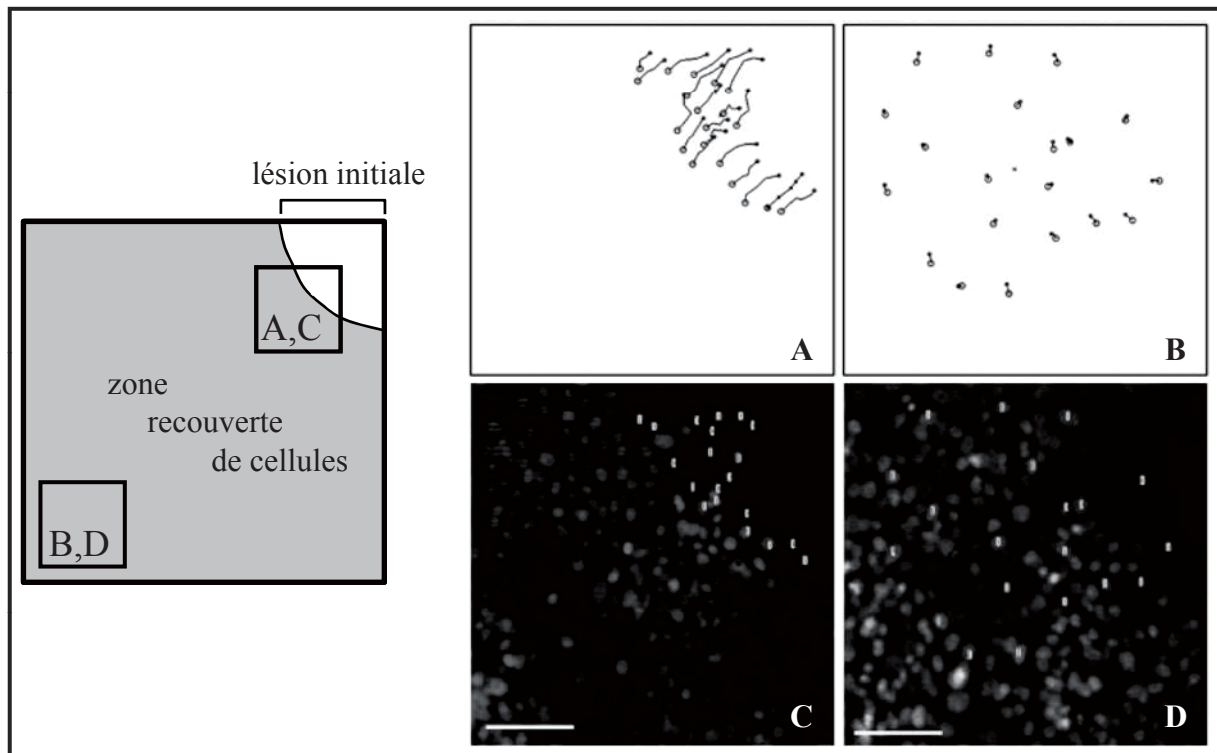 lésion initiale
A,C
zone
recouverte
de cellules
B,D
A
B
C
D